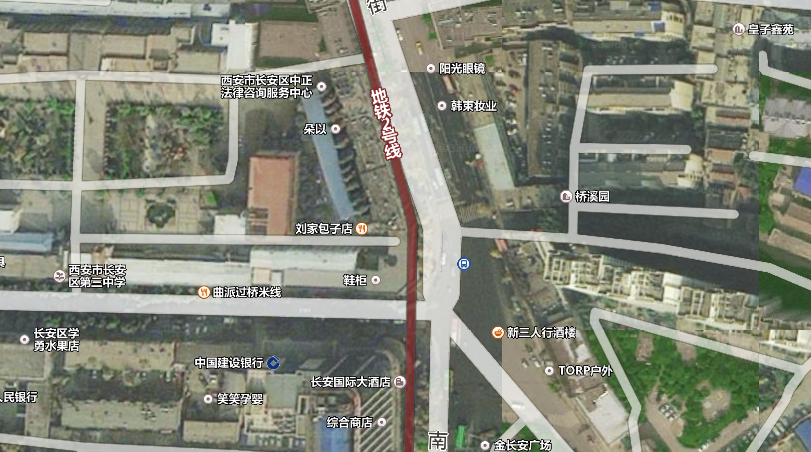 街
皇子鑫苑
阳光眼镜
西安市长安区中正
法律咨询服务中心
韩束妆业
地铁2号线
朵以
桥溪园
刘家包子店
西安市长安
区第三中学
鞋柜
曲派过桥米线
长安区学
勇水果店
新三人行酒楼
中国建设银行
TORP户外
长安国际大酒店
人民银行
笑笑孕婴
综合商店
南
金长安广场